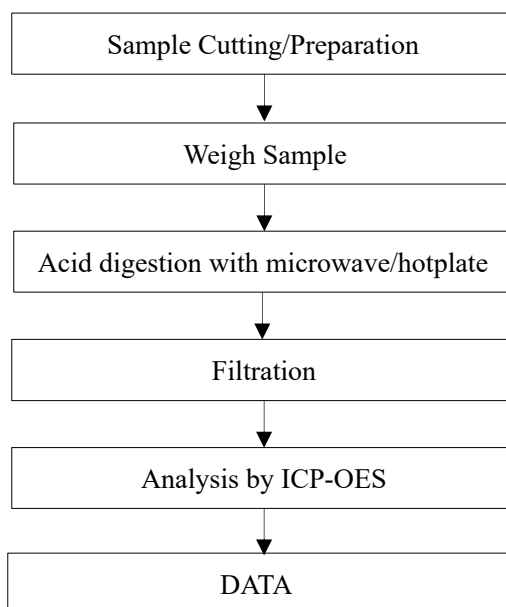 Sample Cutting/Preparation
Weigh Sample
Acid digestion with microwave/hotplate
Filtration
Analysis by ICP-OES
DATA